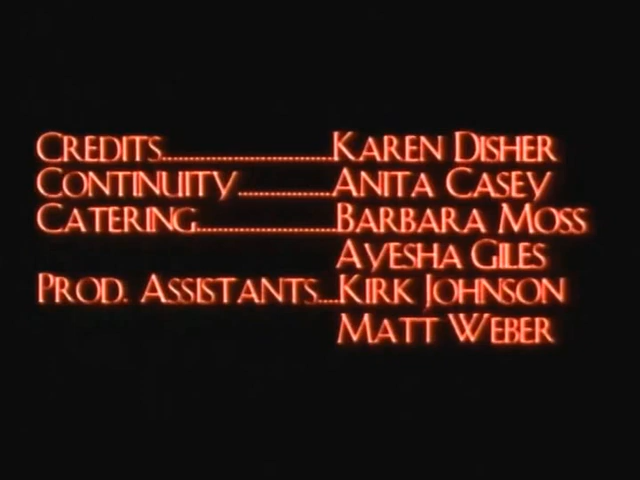 Credits..........................Karen Disher
Continuity..............Anita Casey
Catering.....................Barbara Moss
Ayesha Giles
Prod. Assistants...Kirk Johnson
Matt Weber